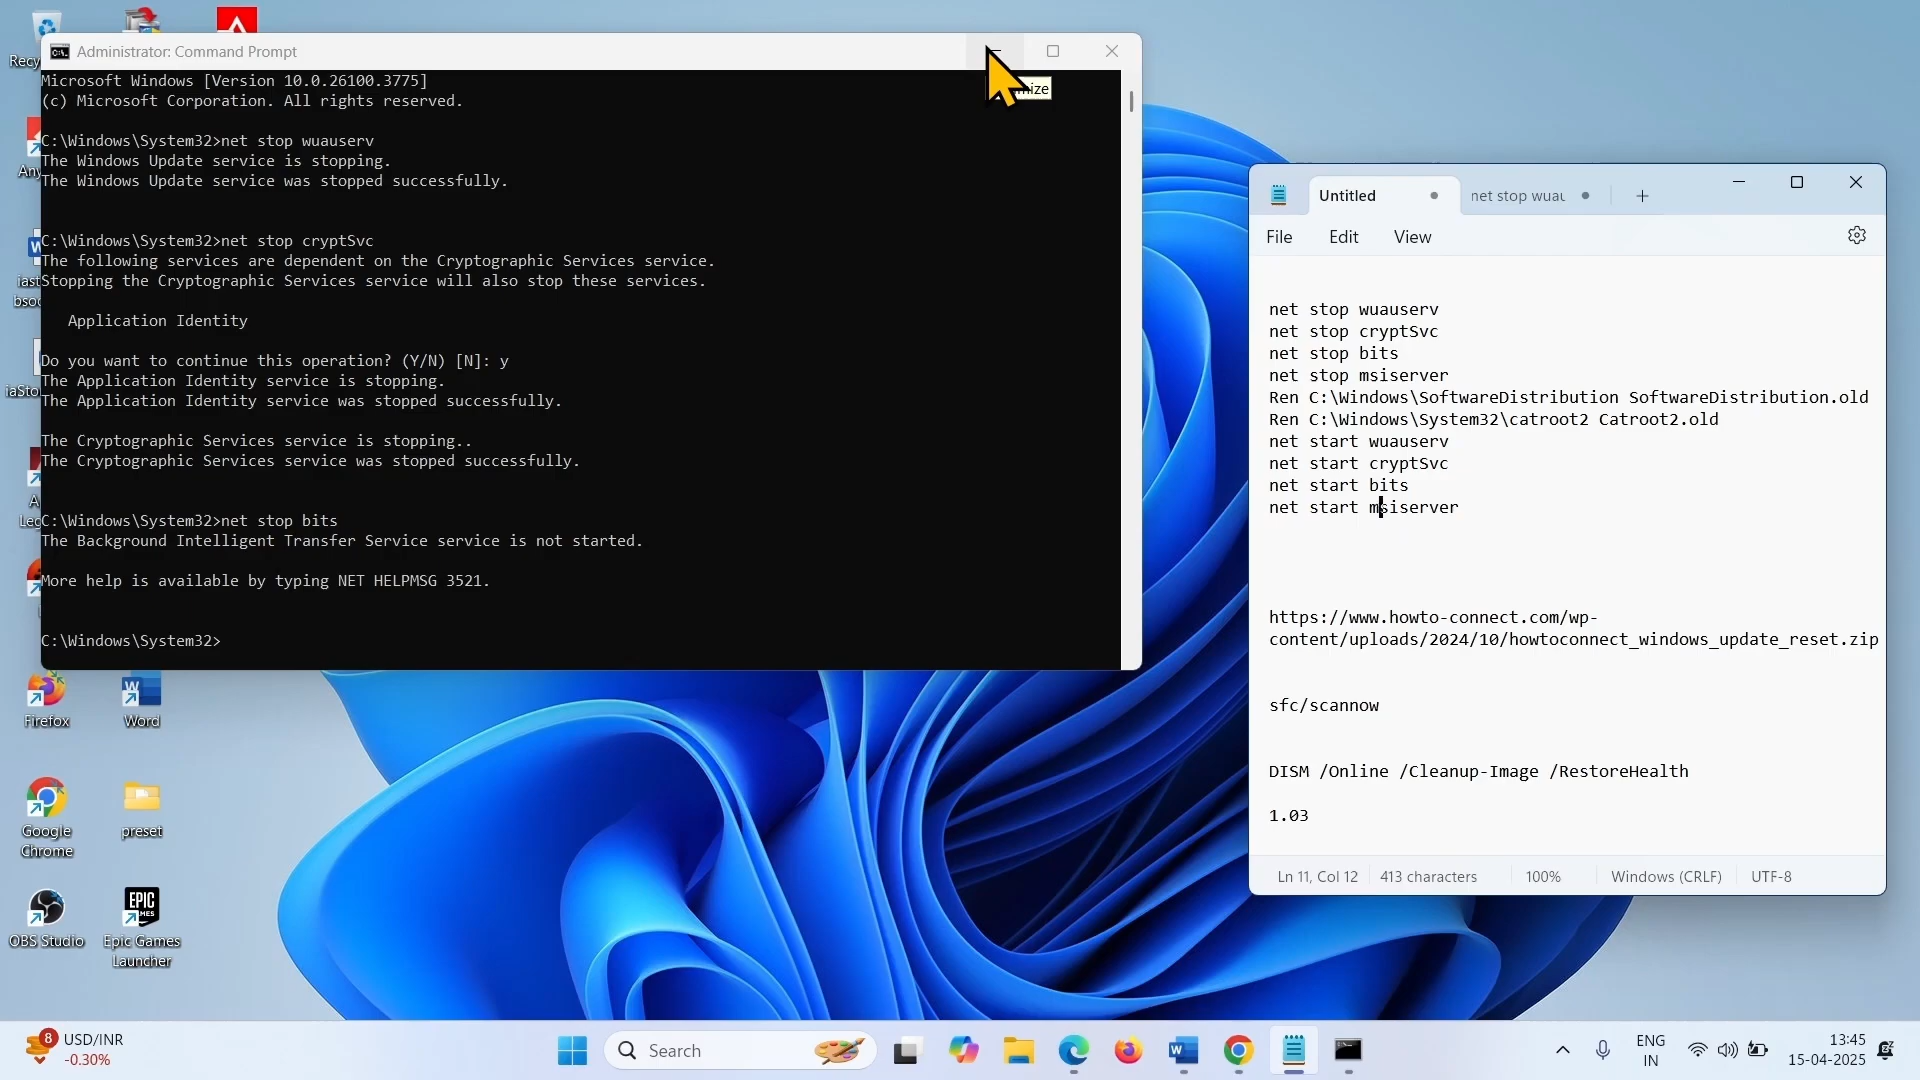 Administrator: Command Prompt
Microsoft Windows [Version 10.0.26100.3775]
(c) Microsoft Corporation. All rights reserved.
C:\Windows\System32>net stop wuauserv
The Windows Update service is stopping.
The Windows Update service was stopped successfully.
C:\Windows\System32>net stop cryptSvc
The following services are dependent on the Cryptographic Services service.
Stopping the Cryptographic Services service will also stop these services.
Application Identity
Do you want to continue this operation? (Y/N) [N]: y
The Application Identity service is stopping.
The Application Identity service was stopped successfully.
The Cryptographic Services service is stopping..
The Cryptographic Services service was stopped successfully.
C:\Windows\System32>net stop bits
The Background Intelligent Transfer Service service is not started.
More help is available by typing NET HELPMSG 3521.
C:\Windows\System32>
Untitled
net stop wuau
File Edit View
net stop wuauserv
net stop cryptSvc
net stop bits
net stop msiserver
Ren C:\Windows\SoftwareDistribution SoftwareDistribution.old
Ren C:\Windows\System32\catroot2 Catroot2.old
net start wuauserv
net start cryptSvc
net start bits
net start msiserver
https://www.howto-connect.com/wp-
content/uploads/2024/10/howtoconnect_windows_update_reset.zip
sfc/scannow
DISM /Online /Cleanup-Image /RestoreHealth
1.03
Ln 11, Col 12 413 characters 100% Windows (CRLF) UTF-8
Firefox
Word
Google
Chrome
preset
OBS Studio
EPIC
GAMES
Epic Games
Launcher
8
USD/INR
-0.30%
Search
ENG
IN
13:45
15-04-2025